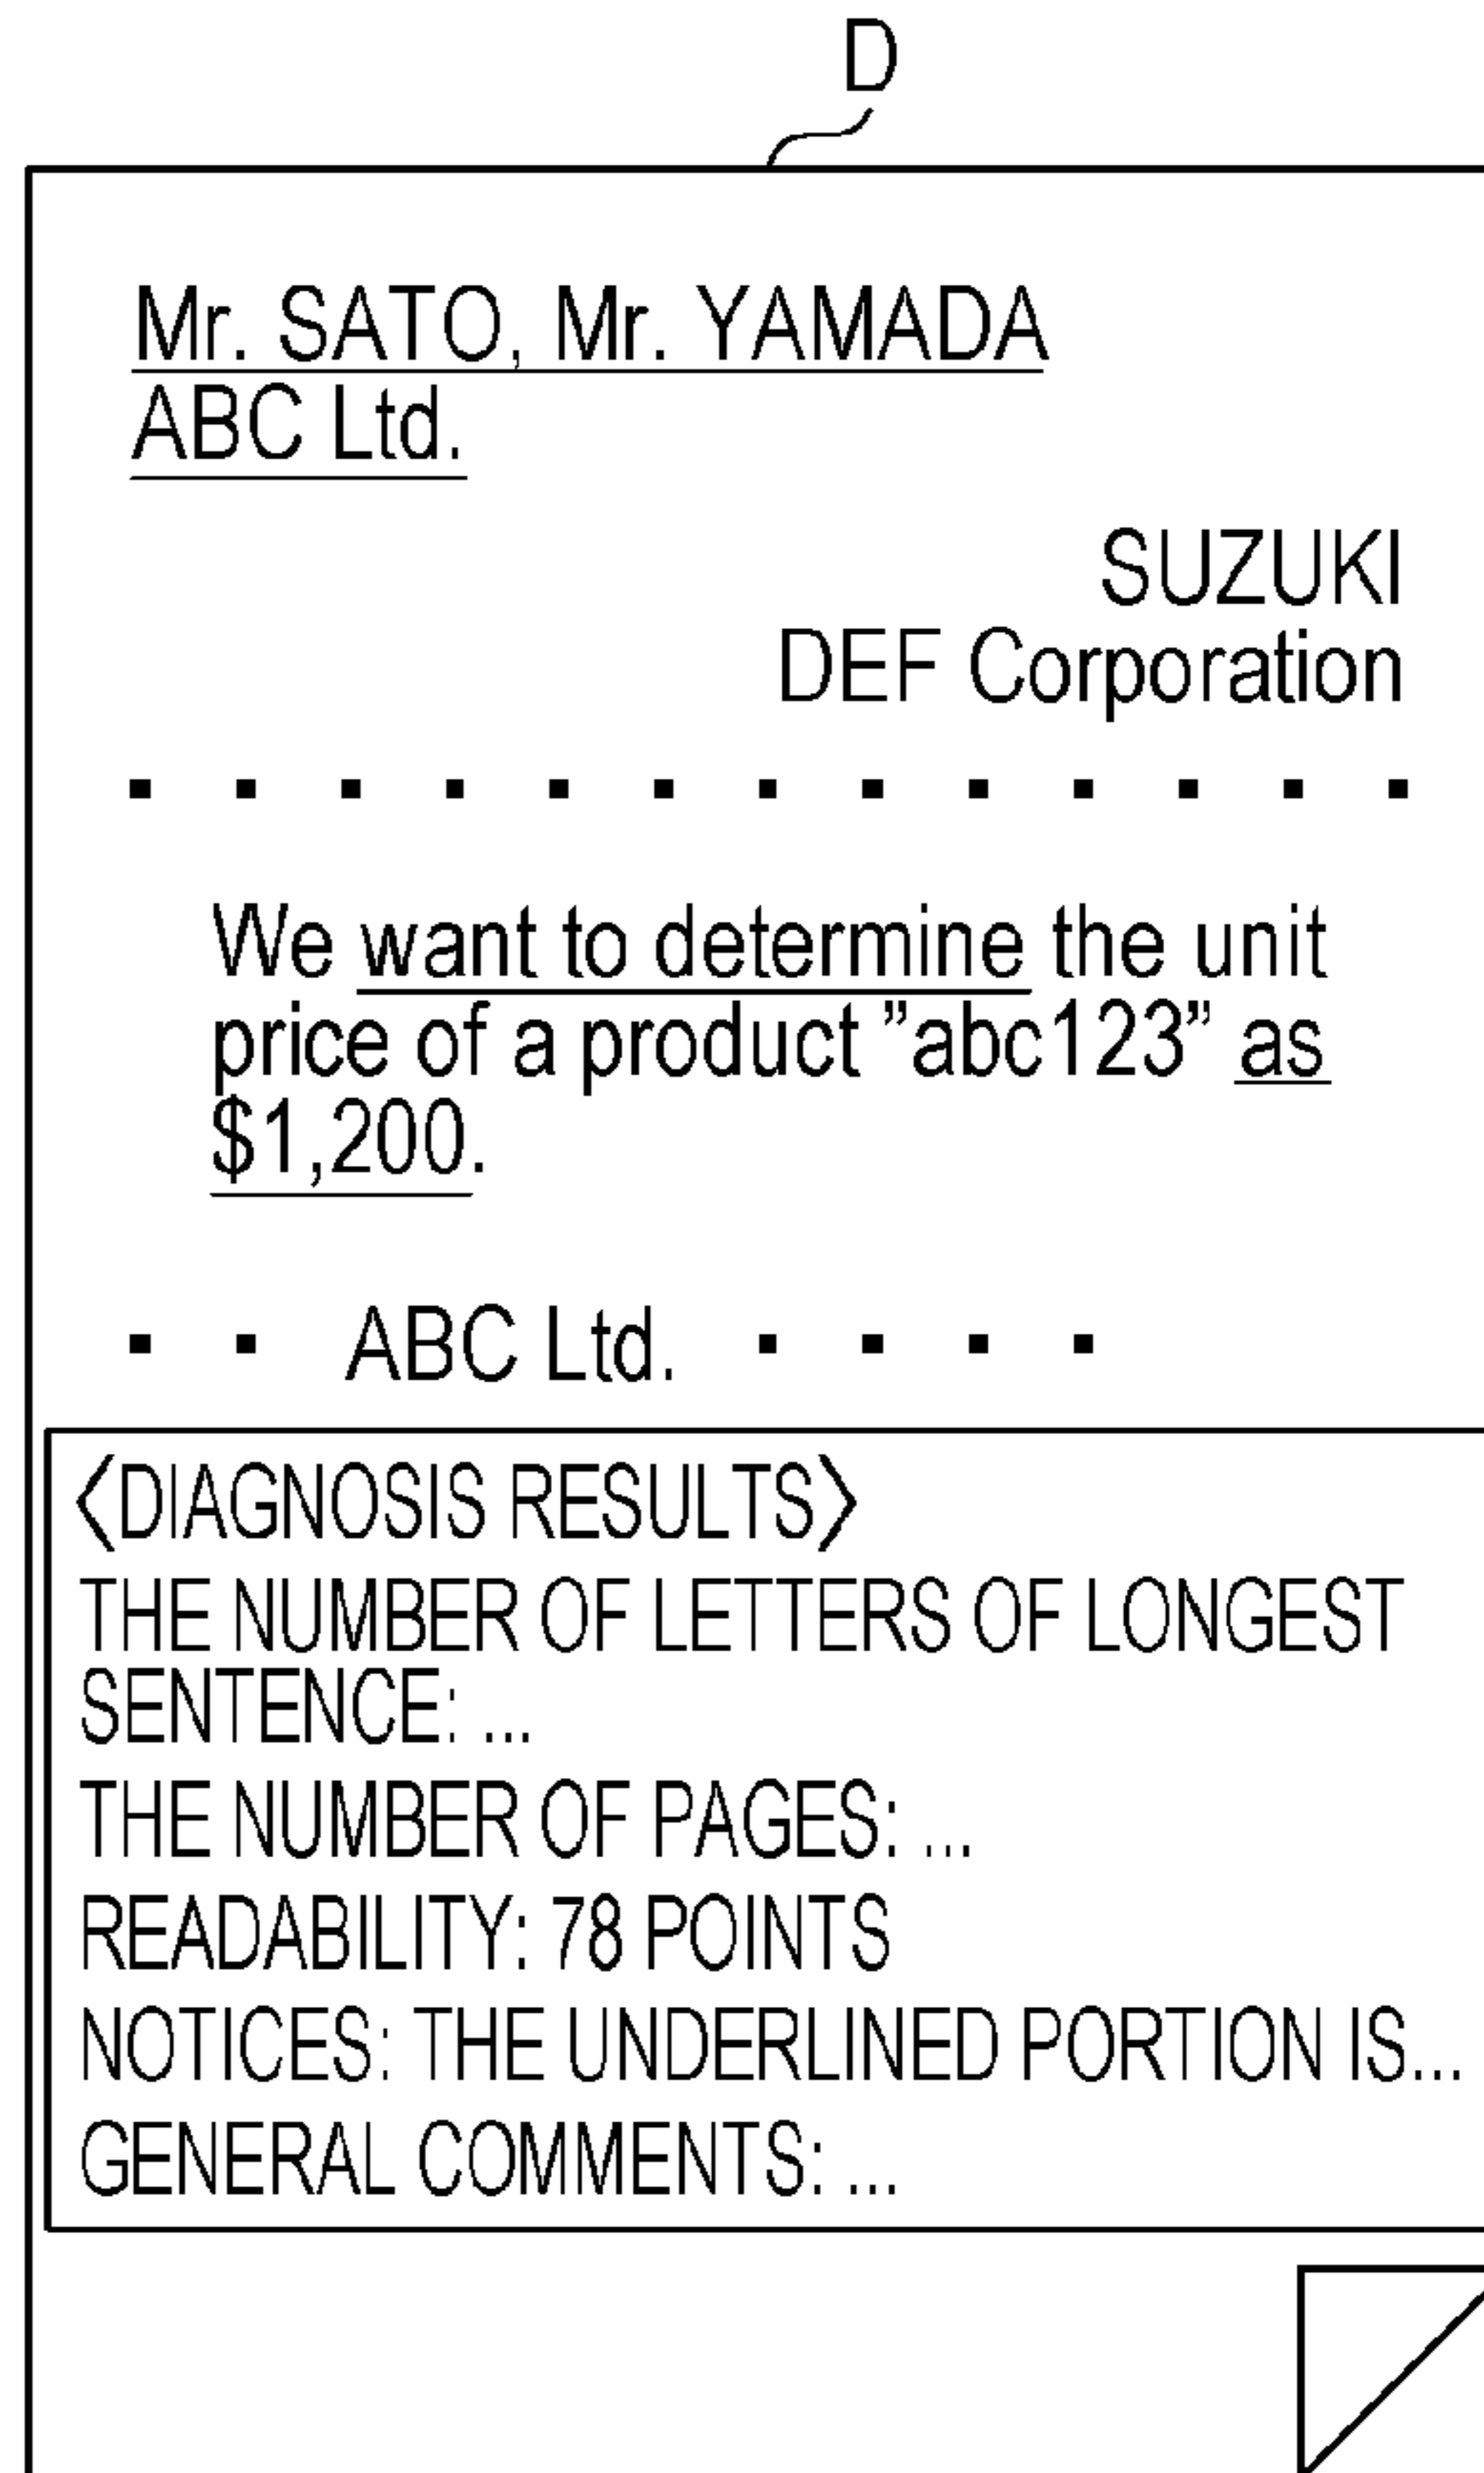 D
Mr. SATO, Mr. YAMADA
ABC Ltd.
SUZUKI
DEF Corporation
▪ ▪ ▪ ▪ ▪ ▪ ▪ ▪ ▪ ▪ ▪ ▪ ▪
We want to determine the unit
price of a product ”abc123” as
$1,200.
▪ ▪ ABC Ltd. ▪ ▪ ▪ ▪
〈DIAGNOSIS RESULTS〉
THE NUMBER OF LETTERS OF LONGEST
SENTENCE: ...
THE NUMBER OF PAGES: ...
READABILITY: 78 POINTS
NOTICES: THE UNDERLINED PORTION IS...
GENERAL COMMENTS: ...